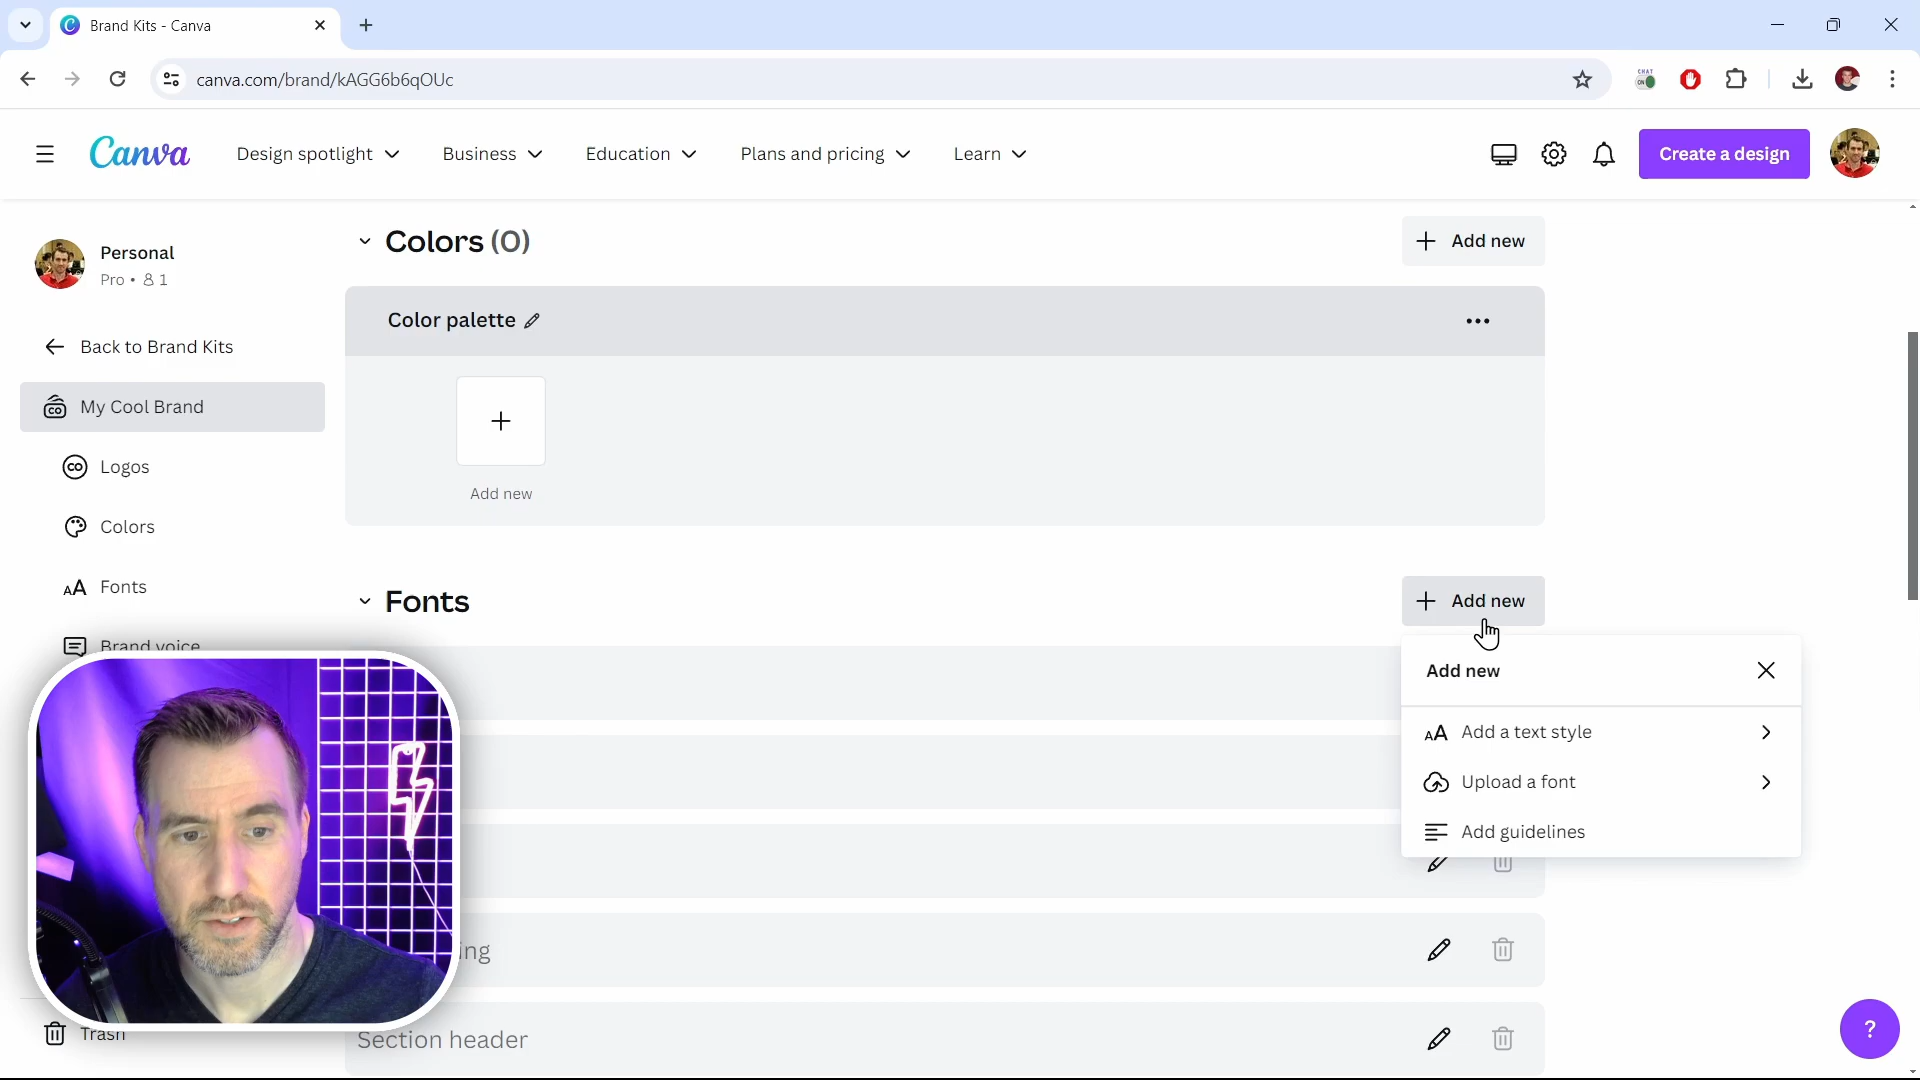 Brand Kits - Canva
canva.com/brand/kAGG6b6qOUc
CHAT
ON
Canva
Design spotlight
Business
Education
Plans and pricing
Learn
Create a design
Personal
Pro • 1
Back to Brand Kits
My Cool Brand
Logos
Colors
Fonts
Brand voice
Trash
Colors (0)
+ Add new
Color palette
Add new
Fonts
+ Add new
Add new
Add a text style
Upload a font
Add guidelines
ing
Section header
?